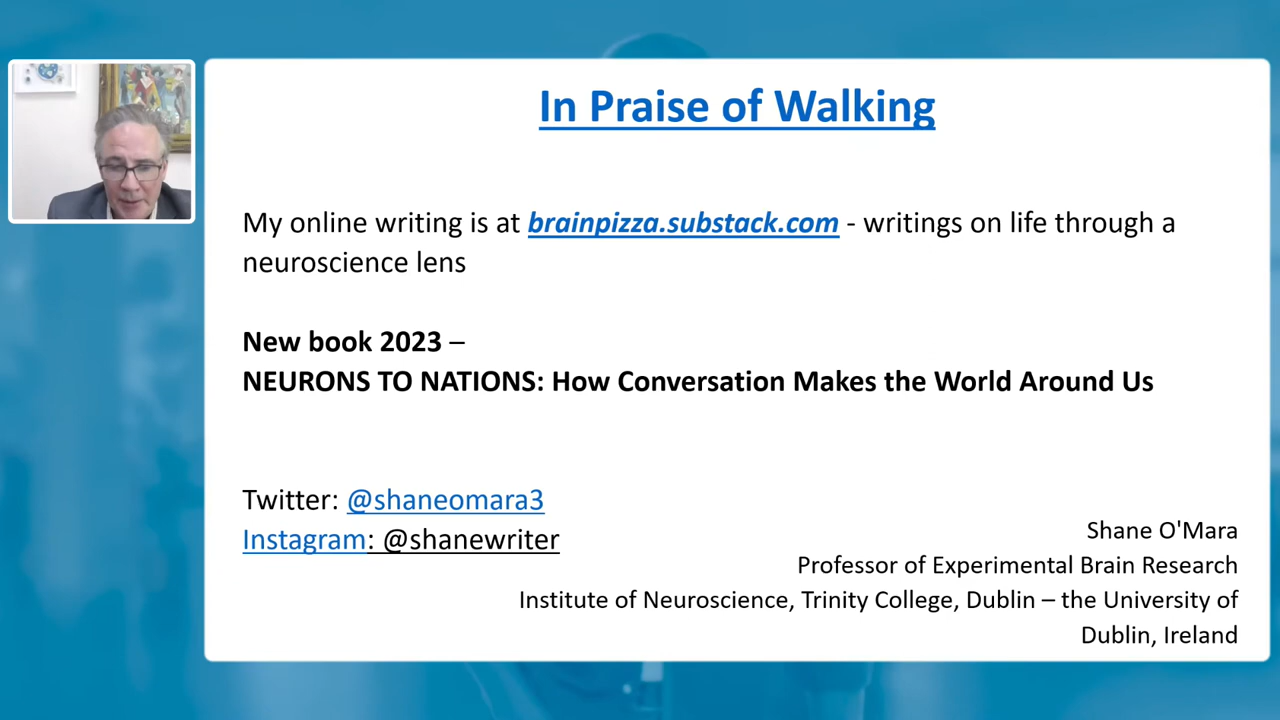 In Praise of Walking
My online writing is at brainpizza.substack.com - writings on life through a
neuroscience lens
New book 2023 –
NEURONS TO NATIONS: How Conversation Makes the World Around Us
Twitter: @shaneomara3
Instagram: @shanewriter
Shane O'Mara
Professor of Experimental Brain Research
Institute of Neuroscience, Trinity College, Dublin – the University of
Dublin, Ireland